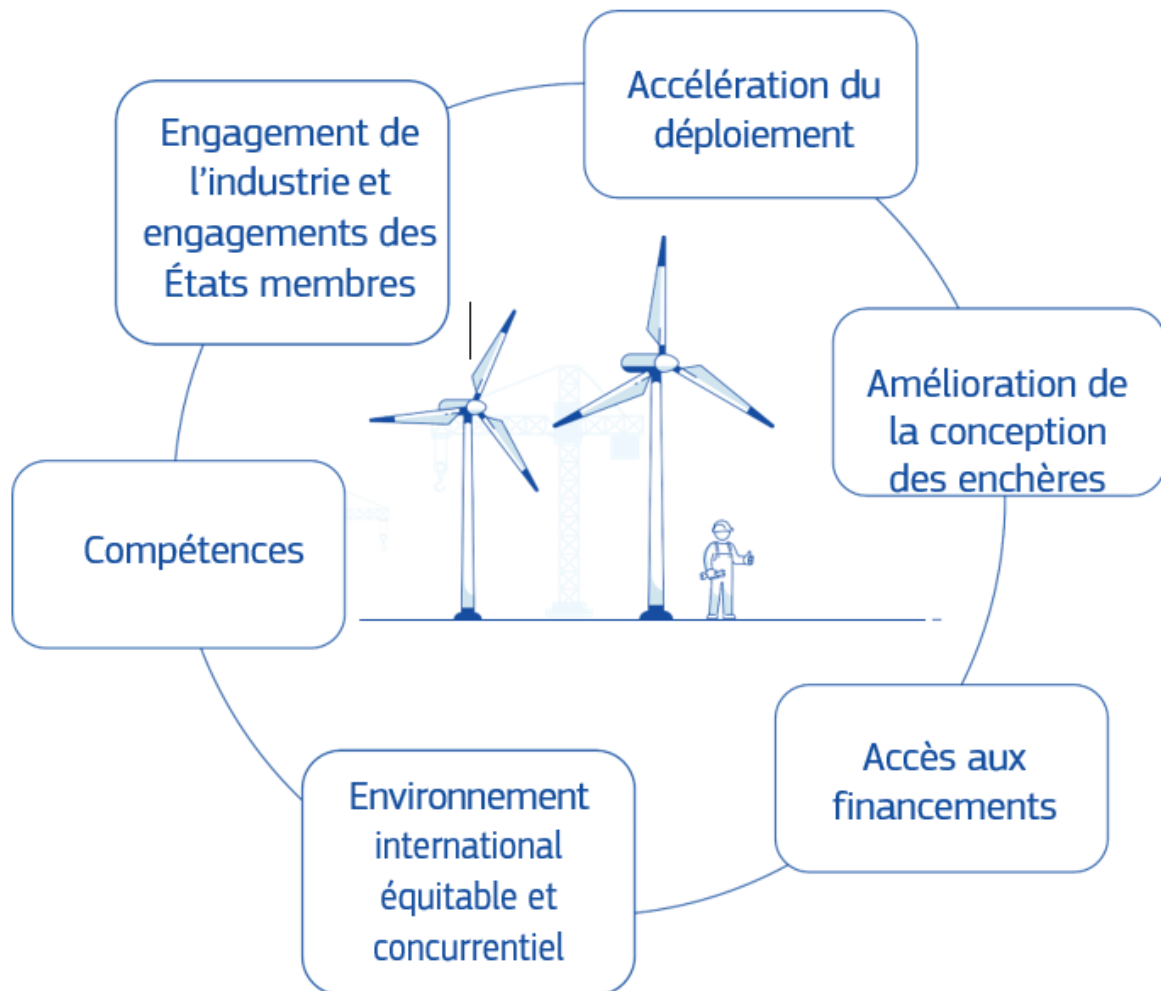 Accélération du
déploiement
Engagement de
l’industrie et
engagements des
États membres
Amélioration de
la conception
des enchères
Compétences
Accès aux
financements
Environnement
international
équitable et
concurrentiel